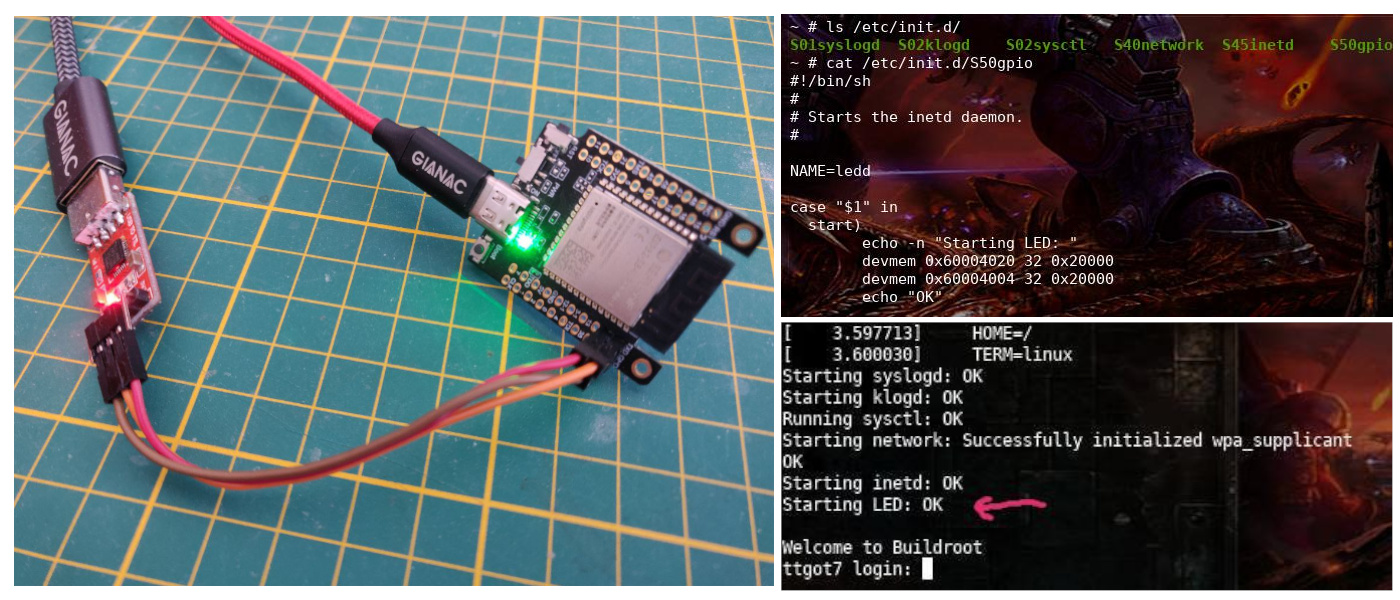 GIANAC
GIANAC
~ # ls /etc/init.d/
S01syslogd  S02klogd    S02sysctl   S40network  S45inetd    S50gpio
~ # cat /etc/init.d/S50gpio
#!/bin/sh
#
# Starts the inetd daemon.
#
NAME=ledd
case "$1" in
  start)
        echo -n "Starting LED: "
        devmem 0x60004020 32 0x20000
        devmem 0x60004004 32 0x20000
        echo "OK"
[    3.597713]     HOME=/
[    3.600030]     TERM=linux
Starting syslogd: OK
Starting klogd: OK
Running sysctl: OK
Starting network: Successfully initialized wpa_supplicant
OK
Starting inetd: OK
Starting LED: OK
Welcome to Buildroot
ttgot7 login: